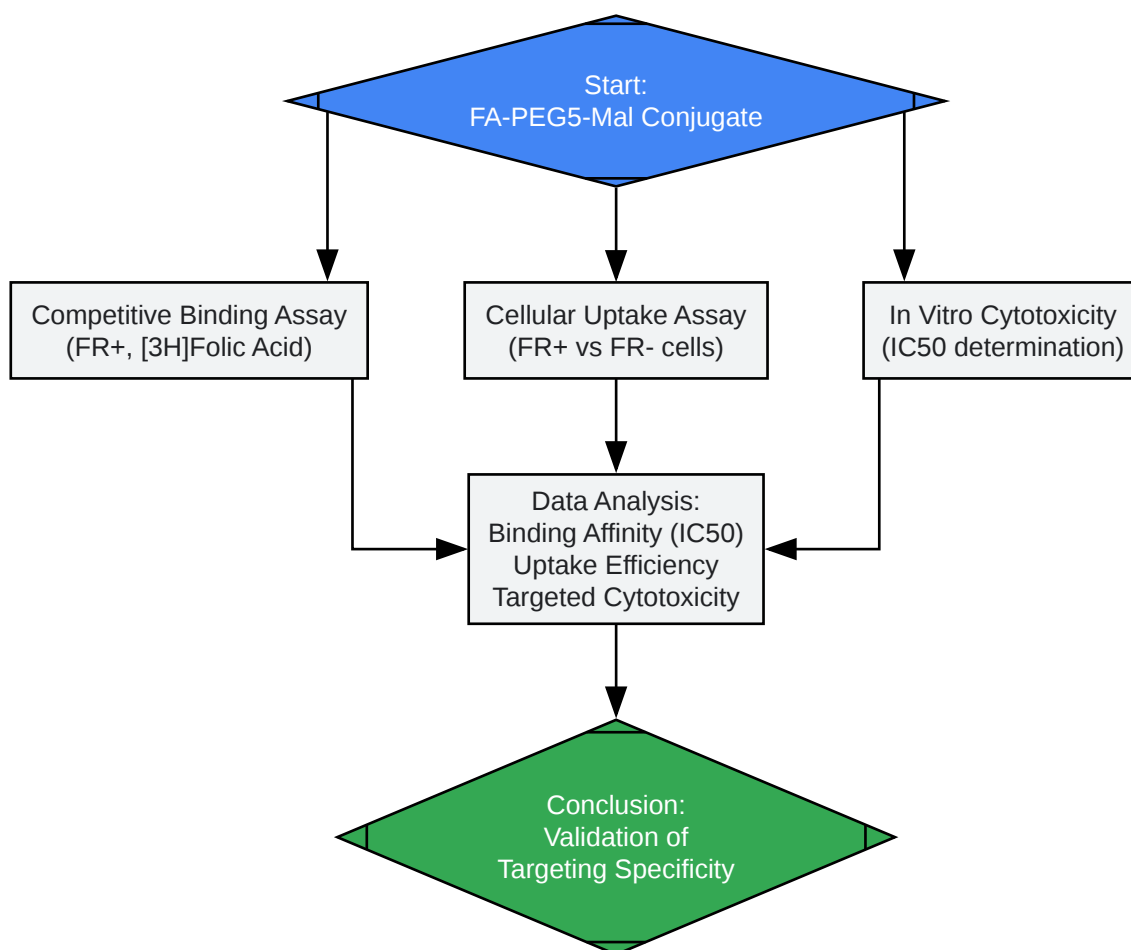 Start:
FA-PEG5-Mal Conjugate
Competitive Binding Assay
(FR+, [3H]Folic Acid)
Cellular Uptake Assay
(FR+ vs FR- cells)
In Vitro Cytotoxicity
(IC50 determination)
Data Analysis:
Binding Affinity (IC50)
Uptake Efficiency
Targeted Cytotoxicity
Conclusion:
Validation of
Targeting Specificity